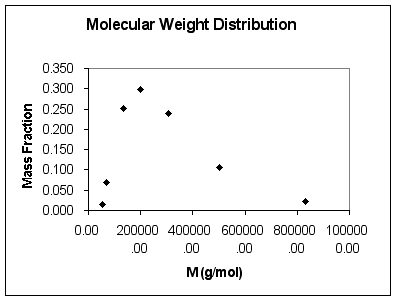 Molecular Weight Distribution
Mass Fraction
0.350
0.300
0.250
0.200
0.150
0.100
0.050
0.000
0.00 200000 400000 600000 800000 100000
.00 .00 .00 .00 0.00
M (g/mol)